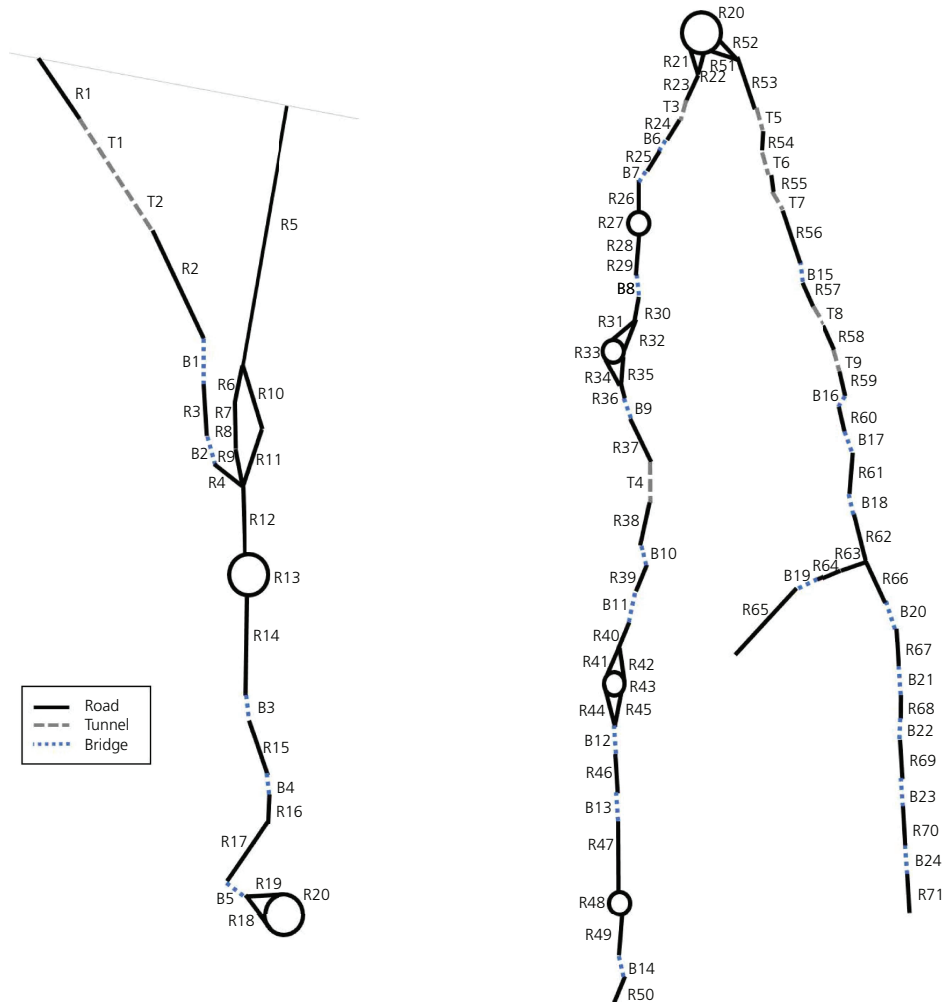 R1
T1
T2
R2
R5
B1
R3
B2
R4
R6
R7
R8
R9
R10
R11
R12
R13
R14
B3
R15
B4
R16
R17
B5
R19
R18
R20
Road
Tunnel
Bridge
R20
R52
R21
R51
R22
R23
R53
T3
R24
B6
R25
B7
R26
R27
R28
R29
B8
R30
R31
R32
R33
R34
R35
R36
B9
R37
T4
R38
B10
R39
B11
R40
R41
R42
R43
R44
R45
B12
R46
B13
R47
R48
R49
B14
R50
T5
R54
T6
R55
T7
R56
B15
R57
T8
R58
T9
R59
B16
R60
B17
R61
B18
R62
R63
R64
B19
R65
R66
B20
R67
B21
R68
B22
R69
B23
R70
B24
R71